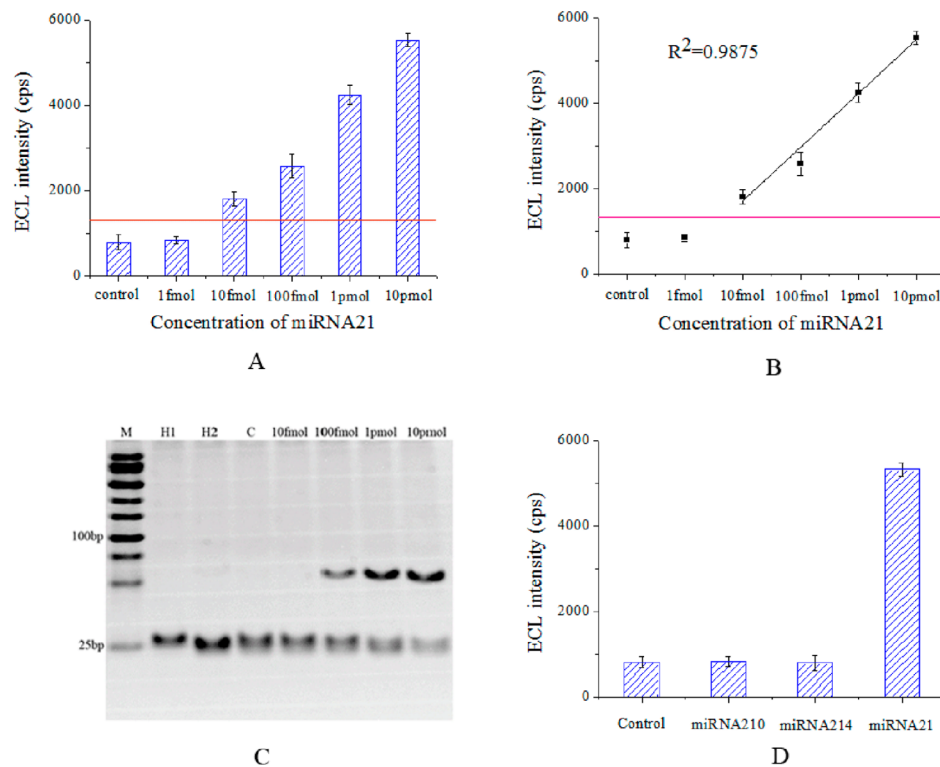 6000
4000
2000
0
ECL intensity (cps)
control 1fmol 10fmol 100fmol 1pmol 10pmol
Concentration of miRNA21
A
6000
4000
2000
0
ECL intensity (cps)
R²=0.9875
control 1fmol 10fmol 100fmol 1pmol 10pmol
Concentration of miRNA21
B
M H1 H2 C 10fmol 100fmol 1pmol 10pmol
100bp
25bp
C
6000
4000
2000
0
ECL intensity (cps)
Control miRNA210 miRNA214 miRNA21
D